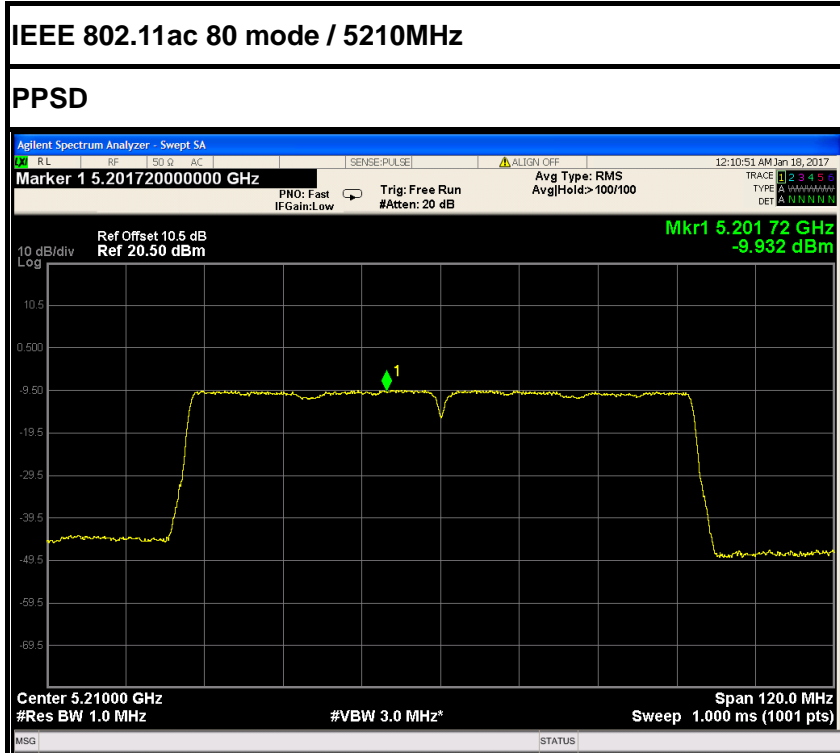 IEEE 802.11ac 80 mode / 5210MHz
PPSD
Agilent Spectrum Analyzer - Swept SA
LXI RL RF 50 Ω AC SENSE:PULSE ALIGN OFF 12:10:51 AM Jan 18, 2017
Marker 1 5.201720000000 GHz
PNO: Fast Trig: Free Run Avg Type: RMS TRACE 1 2 3 4 5 6
IFGain:Low #Atten: 20 dB Avg|Hold:>100/100 TYPE A WWWWW
DET A N N N N N
Mkr1 5.201 72 GHz
-9.932 dBm
Ref Offset 10.5 dB
10 dB/div Ref 20.50 dBm
Log
10.5
0.500
1
-9.50
-19.5
-29.5
-39.5
-49.5
-59.5
-69.5
Center 5.21000 GHz Span 120.0 MHz
#Res BW 1.0 MHz #VBW 3.0 MHz* Sweep 1.000 ms (1001 pts)
MSG STATUS